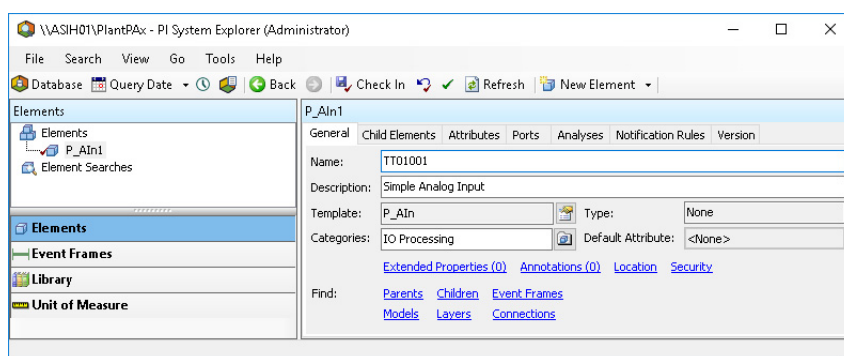 \\ASIH01\PlantPAx - PI System Explorer (Administrator)
File Search View Go Tools Help
Database Query Date Back Check In Refresh New Element
Elements
Elements
P_AIn1
Element Searches
Elements
Event Frames
Library
Unit of Measure
P_AIn1
General Child Elements Attributes Ports Analyses Notification Rules Version
Name: TT01001
Description: Simple Analog Input
Template: P_AIn Type: None
Categories: IO Processing Default Attribute: <None>
Extended Properties (0) Annotations (0) Location Security
Find: Parents Children Event Frames
Models Layers Connections